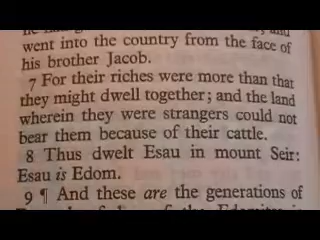 and
went into the country from the face of
his brother Jacob.
7 For their riches were more than that
they might dwell together; and the land
wherein they were strangers could not
bear them because of their cattle.
8 Thus dwelt Esau in mount Seir:
Esau is Edom.
9 ¶ And these are the generations of